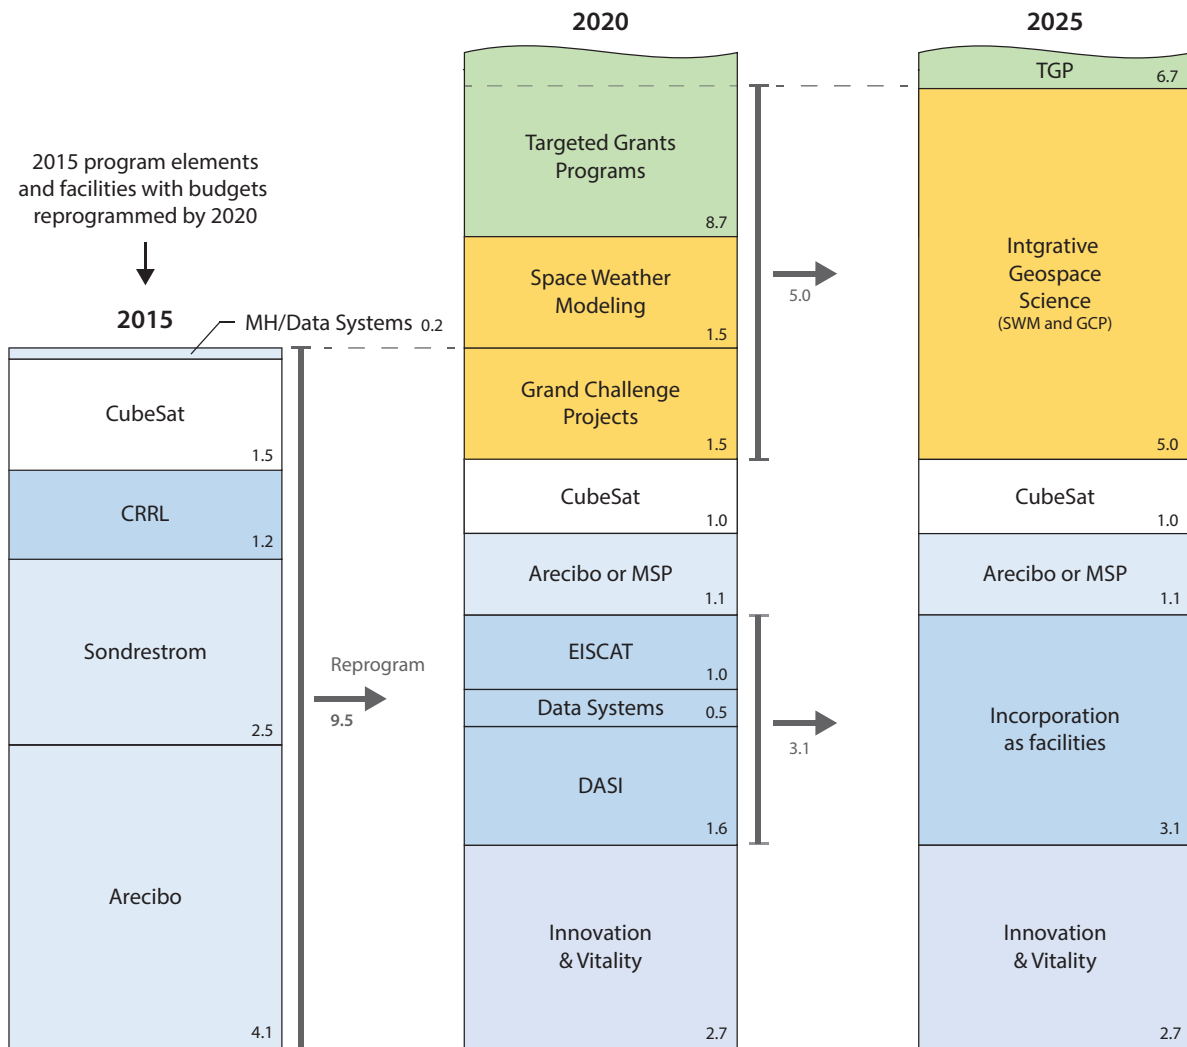 2015 program elements
and facilities with budgets
reprogrammed by 2020
2015
MH/Data Systems 0.2
CubeSat
1.5
CRRL
1.2
Sondrestrom
2.5
Arecibo
4.1
Reprogram
9.5
2020
Targeted Grants
Programs
8.7
Space Weather
Modeling
1.5
Grand Challenge
Projects
1.5
CubeSat
1.0
Arecibo or MSP
1.1
EISCAT
1.0
Data Systems
0.5
DASI
1.6
Innovation
& Vitality
2.7
5.0
3.1
2025
TGP
6.7
Intgrative
Geospace
Science
(SWM and GCP)
5.0
CubeSat
1.0
Arecibo or MSP
1.1
Incorporation
as facilities
3.1
Innovation
& Vitality
2.7